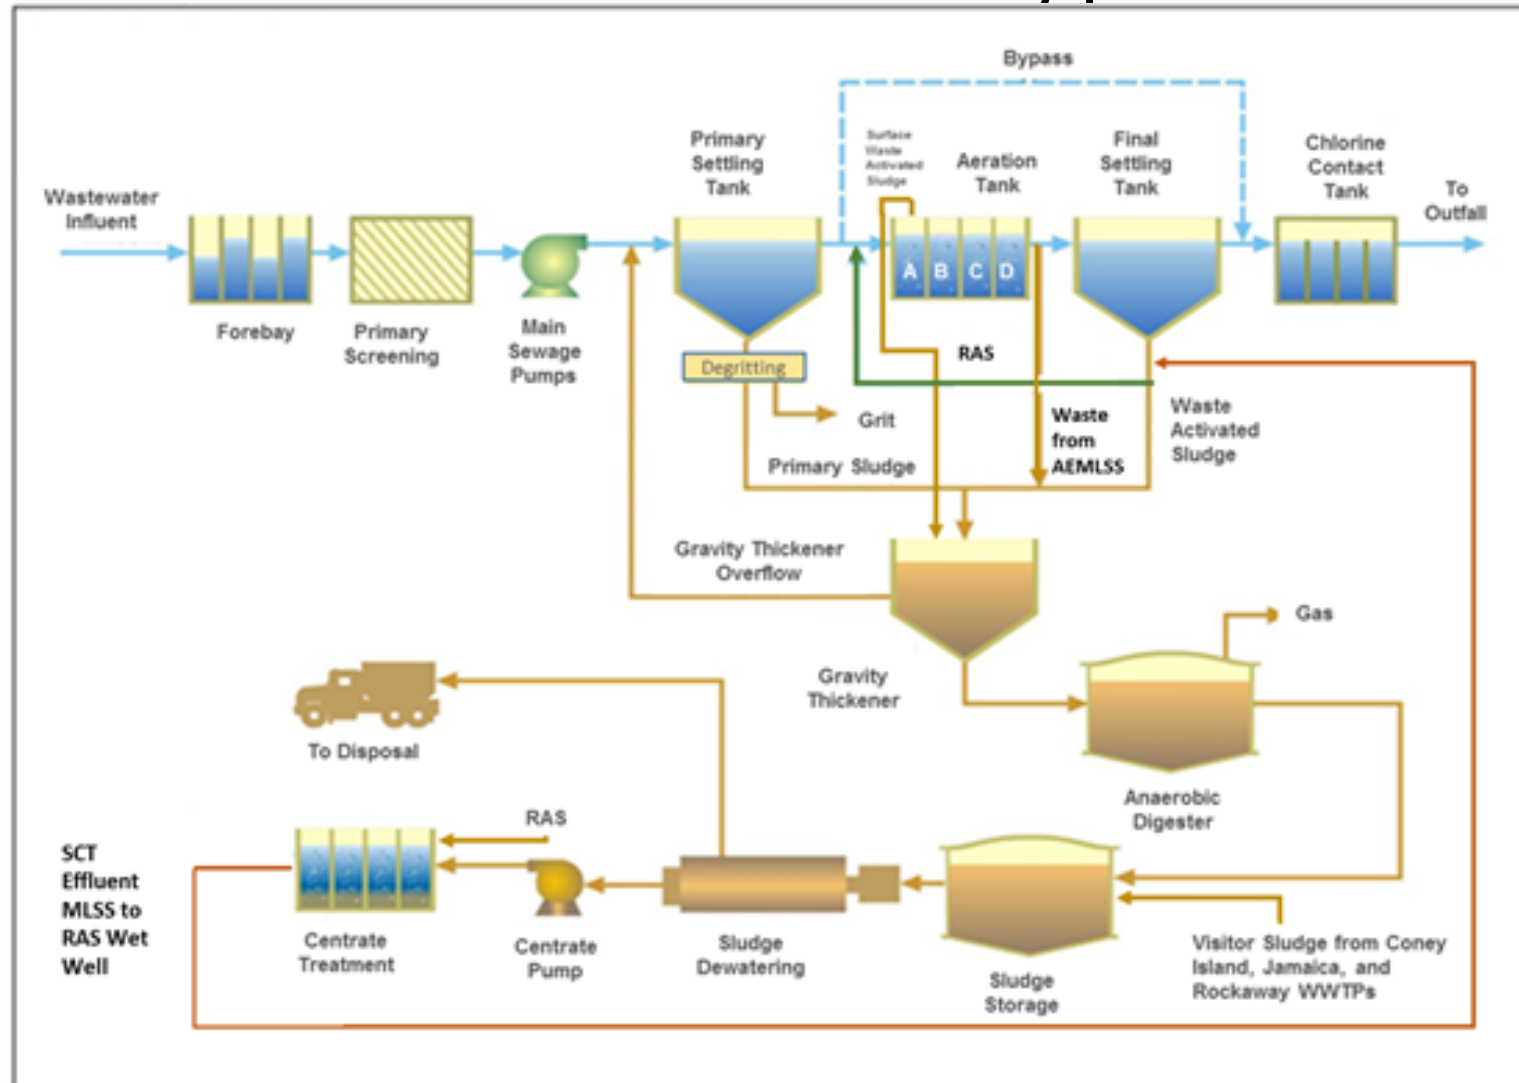 Bypass
Primary
Settling
Tank
Surface
Waste
Activated
Sludge
Aeration
Tank
Final
Settling
Tank
Chlorine
Contact
Tank
To
Outfall
Wastewater
Influent
A B C D
Forebay
Primary
Screening
Main
Sewage
Pumps
Degritting
RAS
Grit
Waste
from
AEMLSS
Waste
Activated
Sludge
Primary Sludge
Gravity Thickener
Overflow
Gas
Gravity
Thickener
To Disposal
Anaerobic
Digester
RAS
SCT
Effluent
MLSS to
RAS Wet
Well
Centrate
Treatment
Centrate
Pump
Sludge
Dewatering
Sludge
Storage
Visitor Sludge from Coney
Island, Jamaica, and
Rockaway WWTPs